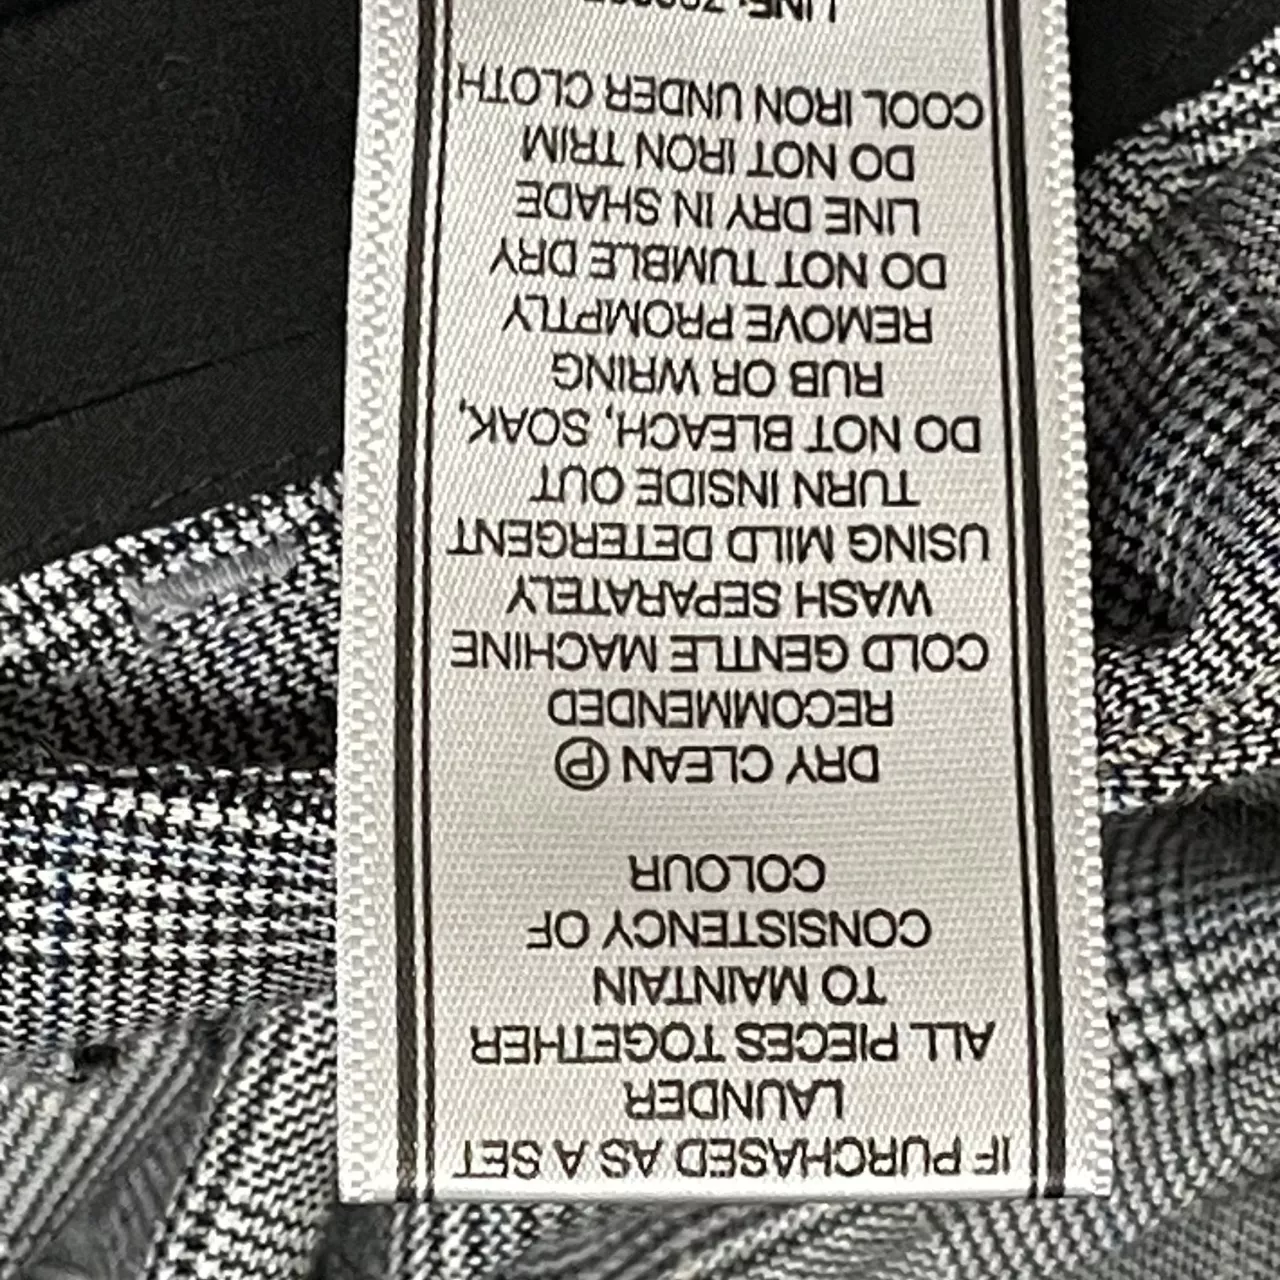 IF PURCHASED AS A SET
LAUNDER
ALL PIECES TOGETHER
TO MAINTAIN
CONSISTENCY OF
COLOUR
DRY CLEAN Ⓟ
RECOMMENDED
COLD GENTLE MACHINE
WASH SEPARATELY
USING MILD DETERGENT
TURN INSIDE OUT
DO NOT BLEACH, SOAK,
RUB OR WRING
REMOVE PROMPTLY
DO NOT TUMBLE DRY
LINE DRY IN SHADE
DO NOT IRON TRIM
COOL IRON UNDER CLOTH
LINE: